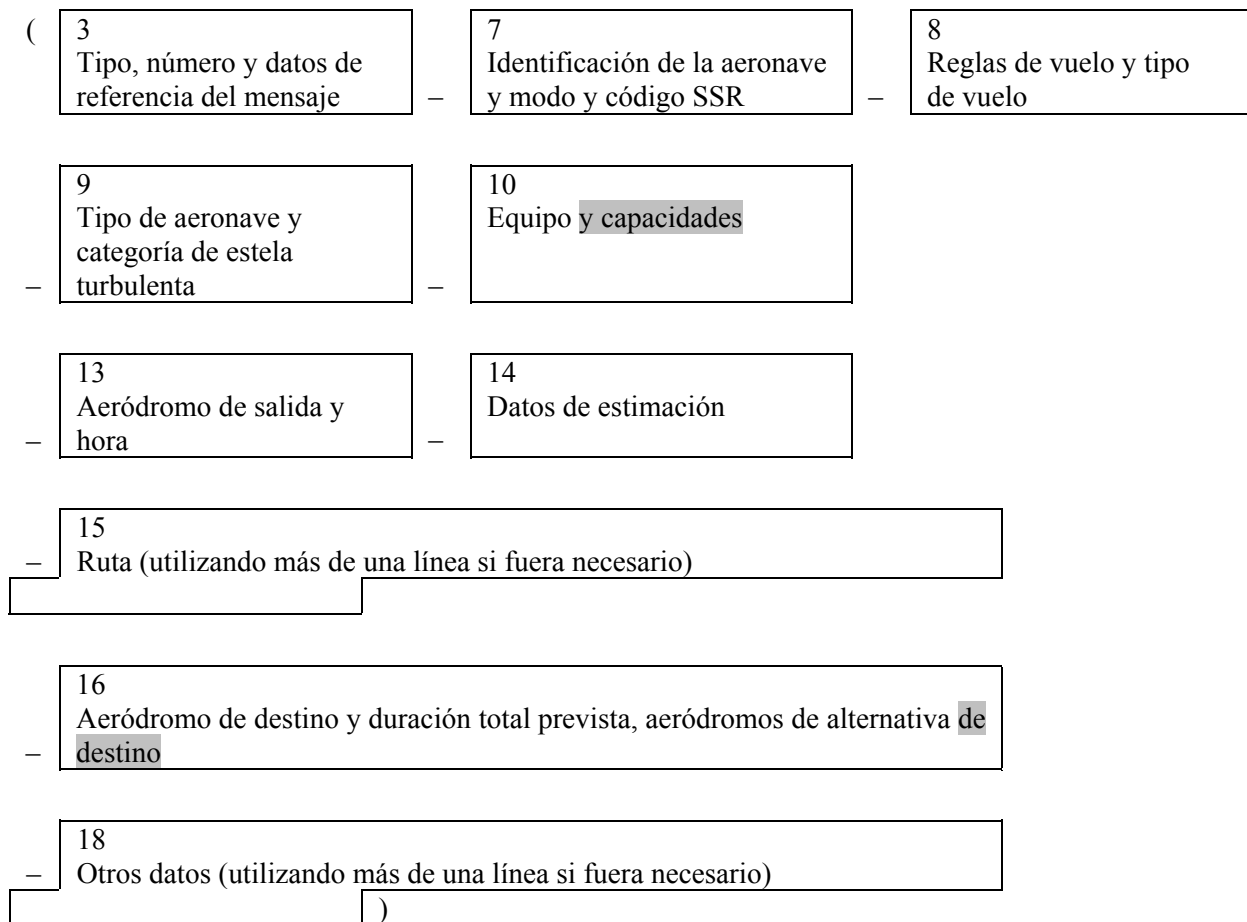 ( 3 7 8
Tipo, número y datos de Identificación de la aeronave Reglas de vuelo y tipo
referencia del mensaje – y modo y código SSR – de vuelo
9 10
Tipo de aeronave y Equipo y capacidades
categoría de estela
– turbulenta –
13 14
Aeródromo de salida y Datos de estimación
– hora –
15
– Ruta (utilizando más de una línea si fuera necesario)
16
Aeródromo de destino y duración total prevista, aeródromos de alternativa de
– destino
18
– Otros datos (utilizando más de una línea si fuera necesario)
)